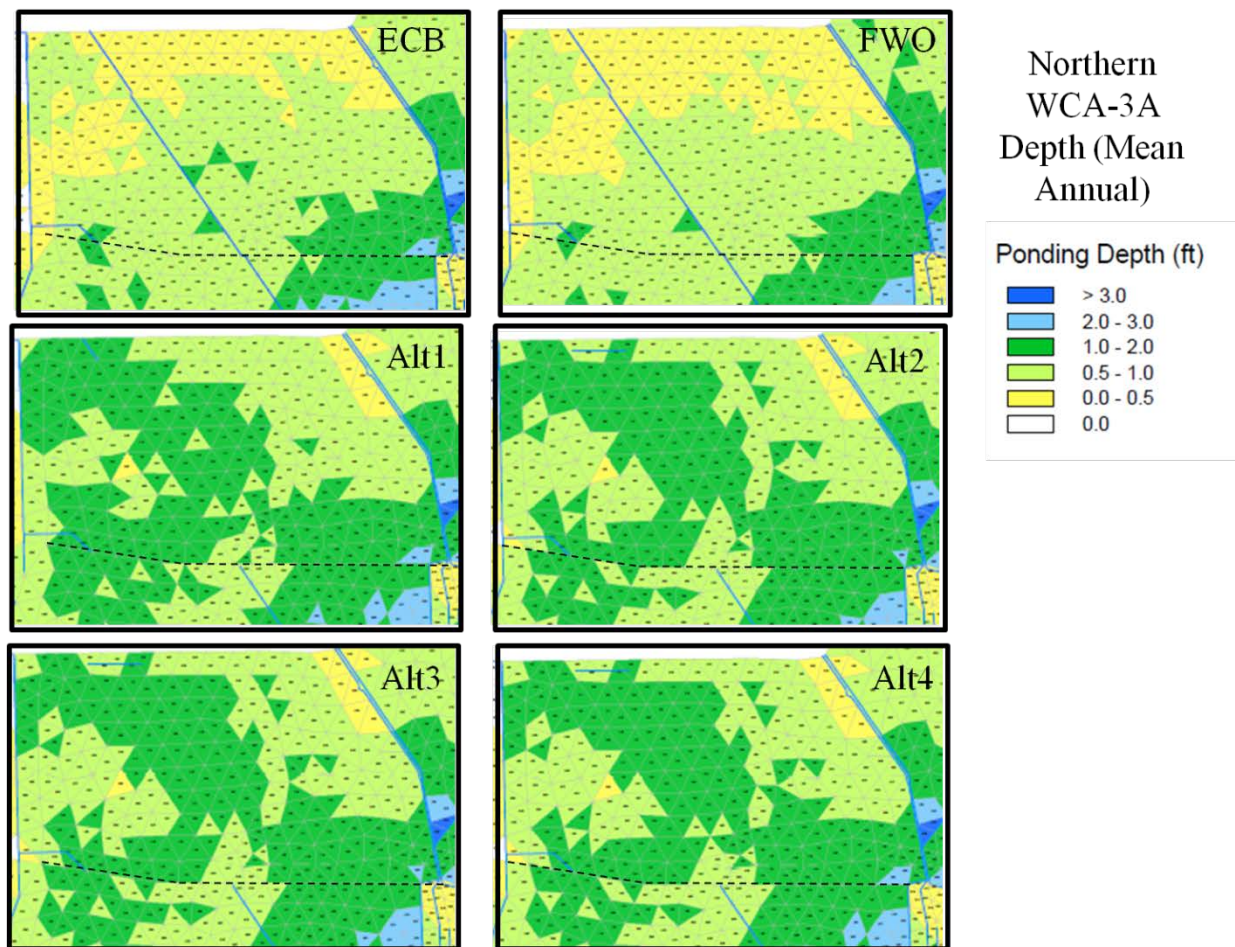 ECB
FWO
Northern
WCA-3A
Depth (Mean
Annual)
Ponding Depth (ft)
> 3.0
2.0 - 3.0
1.0 - 2.0
0.5 - 1.0
0.0 - 0.5
0.0
Alt1
Alt2
Alt3
Alt4